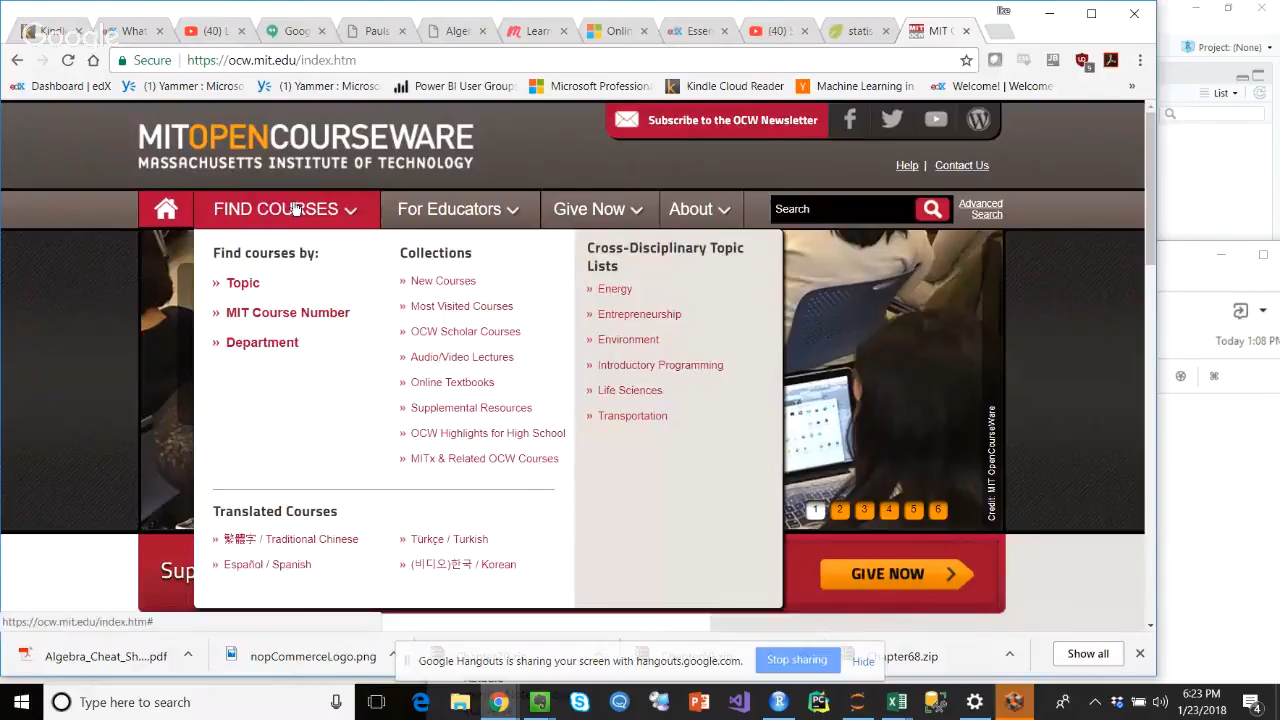 Ike
What
(40)
Goo
Pauls
Alge
Learn
Onlin
Essen
(40)
statis
MIT O
Secure
https://ocw.mit.edu/index.htm
Dashboard | edX
(1) Yammer : Microso
(1) Yammer : Microso
Power BI User Group:
Microsoft Profession
Kindle Cloud Reader
Machine Learning in
Welcome | Welcome
»
Project: (None)
List
MITOPENCOURSEWARE
MASSACHUSETTS INSTITUTE OF TECHNOLOGY
Subscribe to the OCW Newsletter
Help | Contact Us
FIND COURSES
For Educators
Give Now
About
Search
Advanced
Search
Find courses by:
» Topic
» MIT Course Number
» Department
Collections
» New Courses
» Most Visited Courses
» OCW Scholar Courses
» Audio/Video Lectures
» Online Textbooks
» Supplemental Resources
» OCW Highlights for High School
» MITx & Related OCW Courses
Cross-Disciplinary Topic
Lists
» Energy
» Entrepreneurship
» Environment
» Introductory Programming
» Life Sciences
» Transportation
Translated Courses
» 繁體字 / Traditional Chinese
» Español / Spanish
» Türkçe / Turkish
» (비디오)한국 / Korean
Credit: MIT OpenCourseWare
1 2 3 4 5 6
Sup
GIVE NOW
Today 1:08 P
https://ocw.mit.edu/index.htm#
Algebra_Cheat_Sh....pdf
nopCommerceLogo.png
Google Hangouts is sharing your screen with hangouts.google.com.
Stop sharing
Hide
hapter68.zip
Show all
Type here to search
6:23 PM
1/23/2018
4